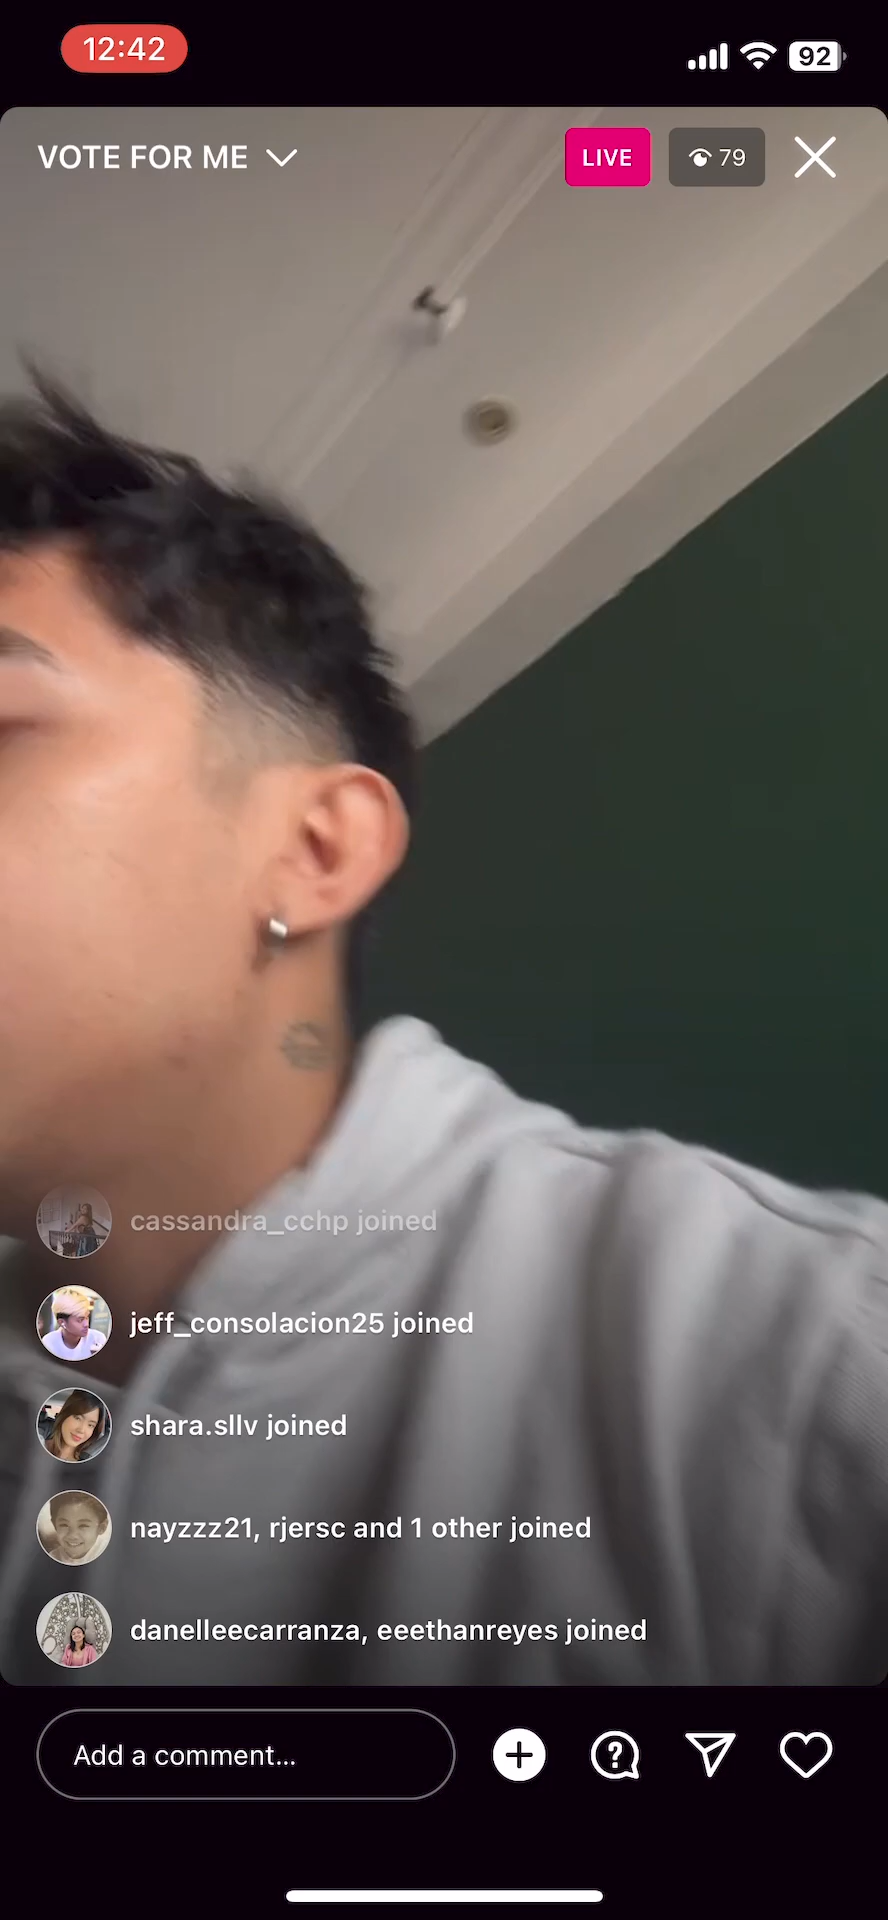 12:42
92
VOTE FOR ME
LIVE
79
cassandra_cchp joined
jeff_consolacion25 joined
shara.sllv joined
nayzzz21, rjersc and 1 other joined
danelleecarranza, eeethanreyes joined
Add a comment...
?